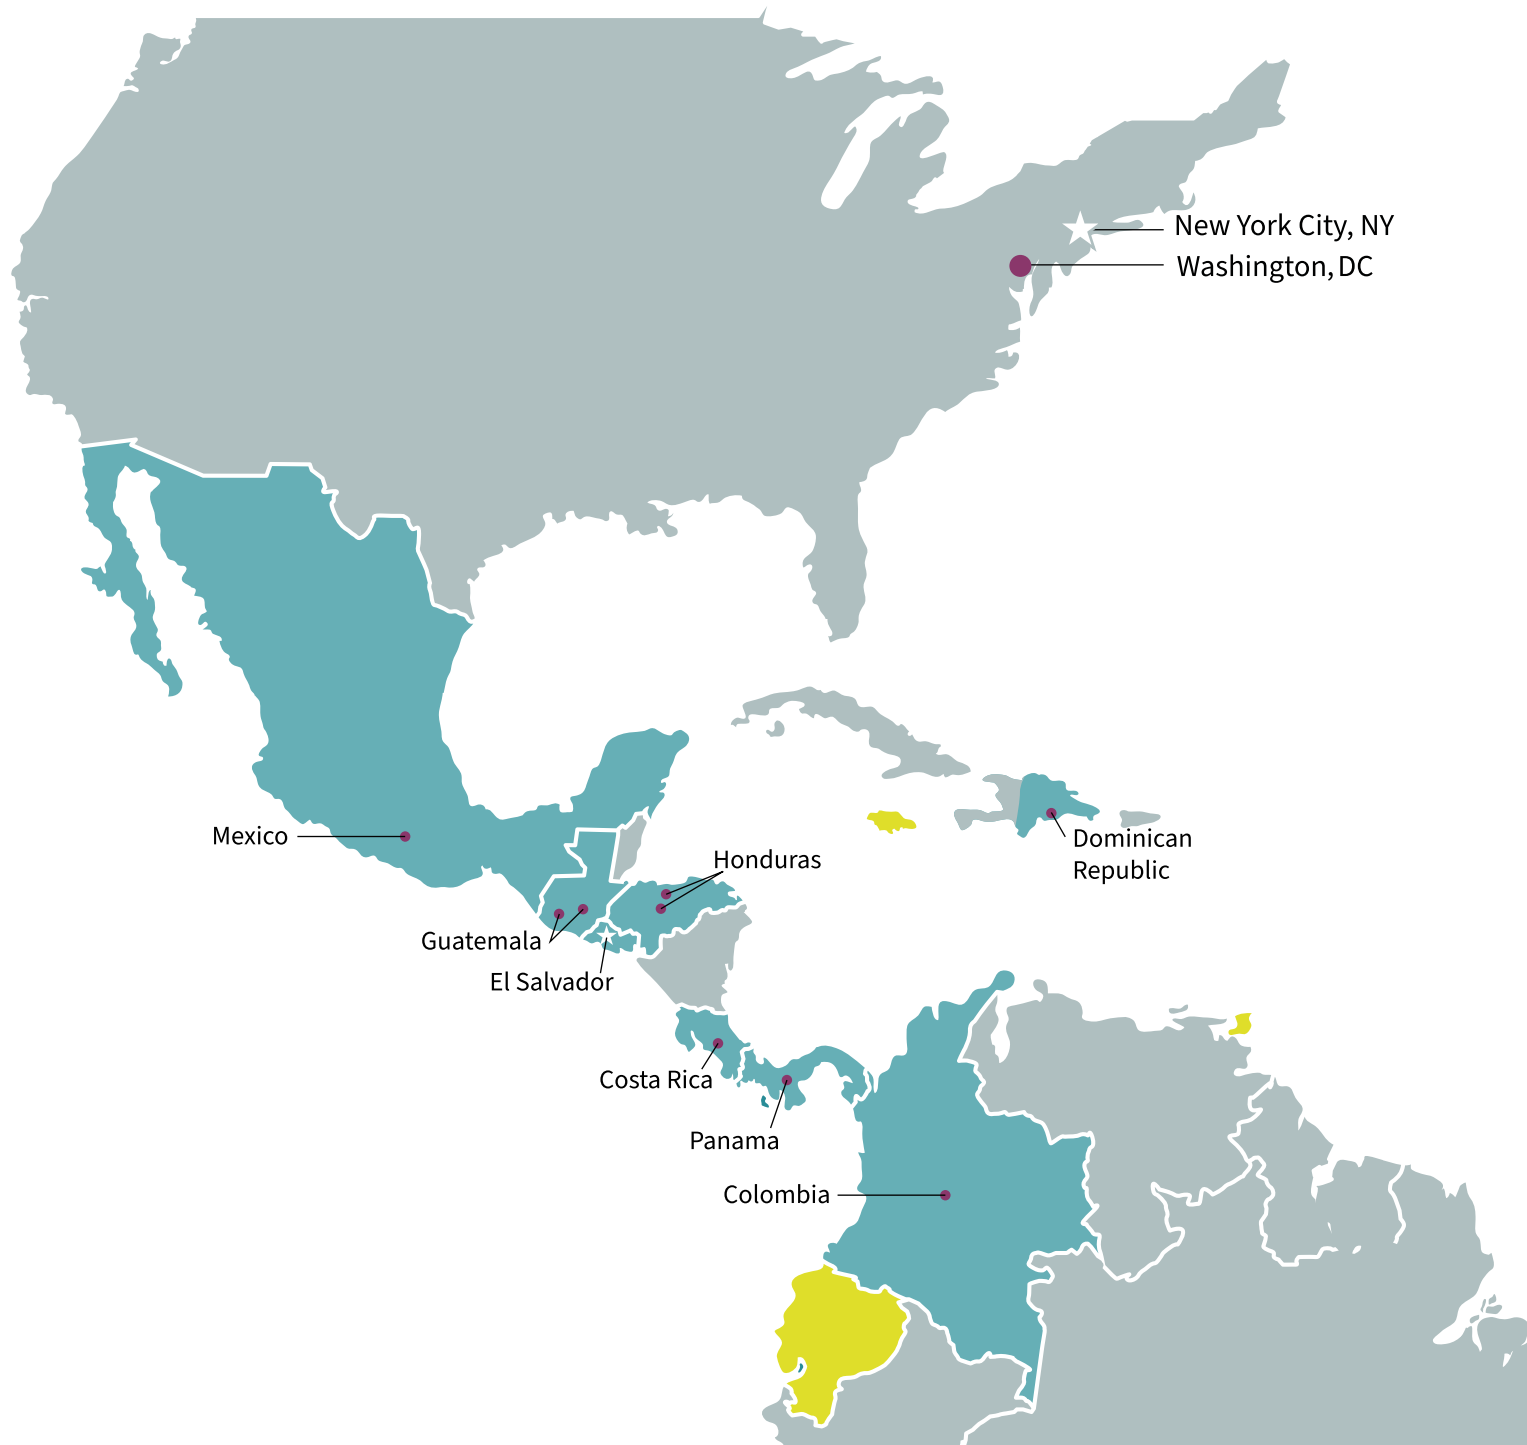 New York City, NY
Washington, DC
Mexico
Dominican
Republic
Honduras
Guatemala
El Salvador
Costa Rica
Panama
Colombia